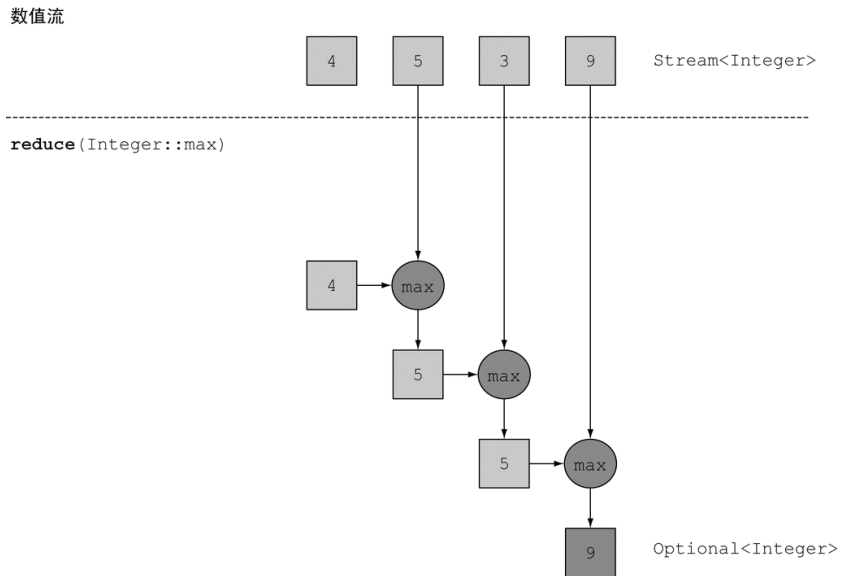 数值流
4 5 3 9 Stream<Integer>
reduce(Integer::max)
4 max
5 max
5 max
9 Optional<Integer>